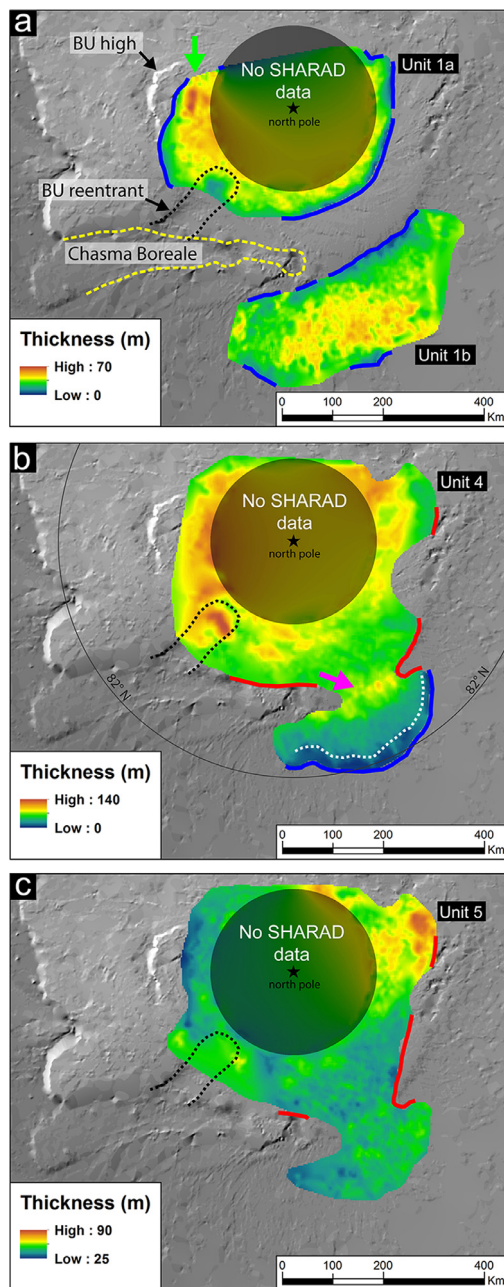 a
BU high
No SHARAD
data
north pole
Unit 1a
BU reentrant
Chasma Boreale
Unit 1b
Thickness (m)
High : 70
Low : 0
0 100 200 400
Km
b
Unit 4
No SHARAD
data
north pole
82° N
82° N
Thickness (m)
High : 140
Low : 0
0 100 200 400
Km
c
Unit 5
No SHARAD
data
north pole
Thickness (m)
High : 90
Low : 25
0 100 200 400
Km